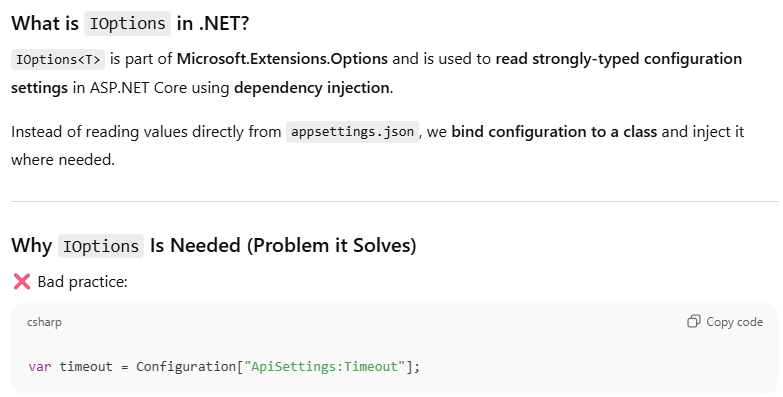 What is IOptions in .NET?
IOptions<T> is part of Microsoft.Extensions.Options and is used to read strongly-typed configuration
settings in ASP.NET Core using dependency injection.
Instead of reading values directly from appsettings.json, we bind configuration to a class and inject it
where needed.
Why IOptions Is Needed (Problem it Solves)
❌ Bad practice:
csharp
Copy code
var timeout = Configuration["ApiSettings:Timeout"];